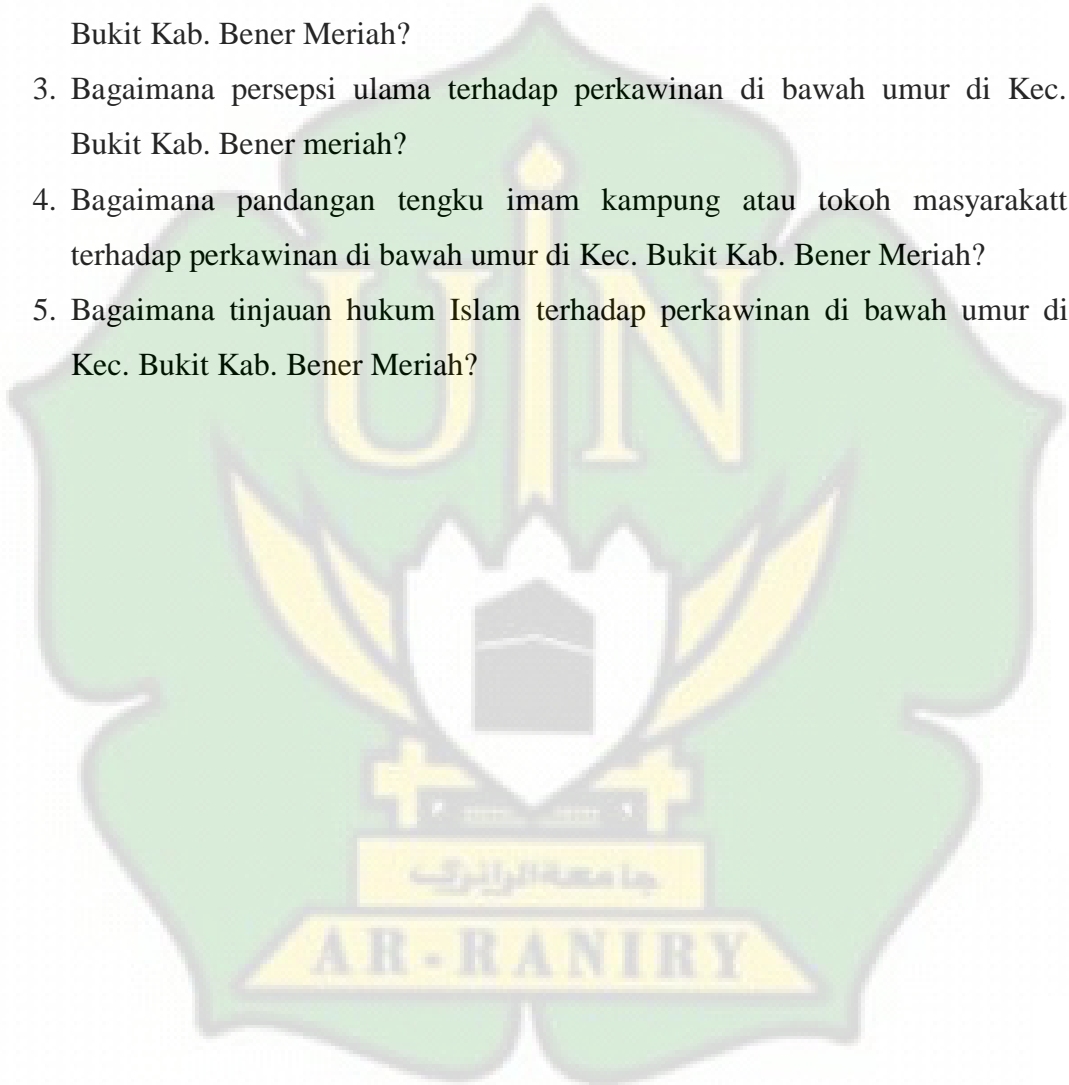 Bukit Kab. Bener Meriah?
3. Bagaimana persepsi ulama terhadap perkawinan di bawah umur di Kec.
Bukit Kab. Bener meriah?
4. Bagaimana pandangan tengku imam kampung atau tokoh masyarakatt
terhadap perkawinan di bawah umur di Kec. Bukit Kab. Bener Meriah?
5. Bagaimana tinjauan hukum Islam terhadap perkawinan di bawah umur di
Kec. Bukit Kab. Bener Meriah?
UIN
جامعة الرانيري
AR-RANIRY